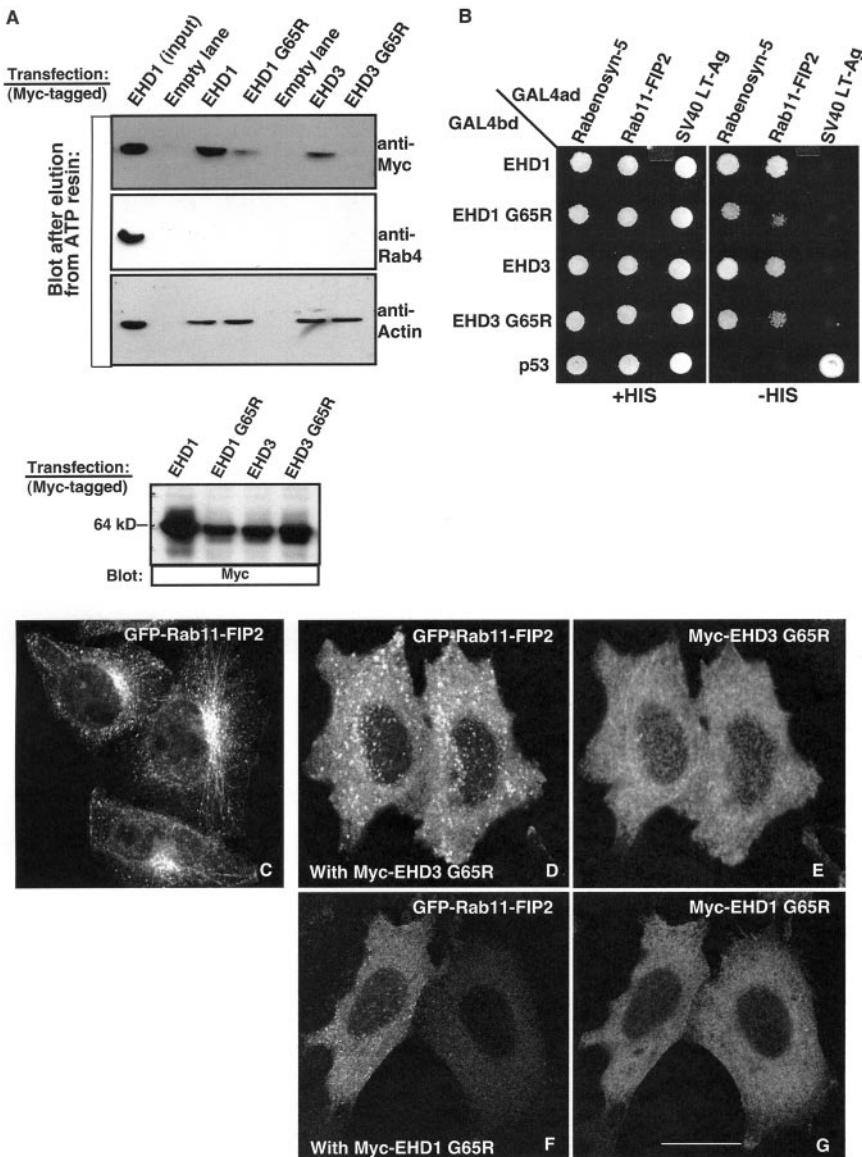 A
Transfection:
(Myc-tagged)
EHD1 (input)
Empty lane
EHD1
EHD1 G65R
Empty lane
EHD3
EHD3 G65R
Blot after elution
from ATP resin:
anti-
Myc
anti-
Rab4
anti-
Actin
Transfection:
(Myc-tagged)
EHD1
EHD1 G65R
EHD3
EHD3 G65R
64 kD
Blot:
Myc
B
GAL4ad
GAL4bd
Rabenosyn-5
Rab11-FIP2
SV40 LT-Ag
Rabenosyn-5
Rab11-FIP2
SV40 LT-Ag
EHD1
EHD1 G65R
EHD3
EHD3 G65R
p53
+HIS
-HIS
GFP-Rab11-FIP2
C
GFP-Rab11-FIP2
With Myc-EHD3 G65R
D
Myc-EHD3 G65R
E
GFP-Rab11-FIP2
With Myc-EHD1 G65R
F
Myc-EHD1 G65R
G